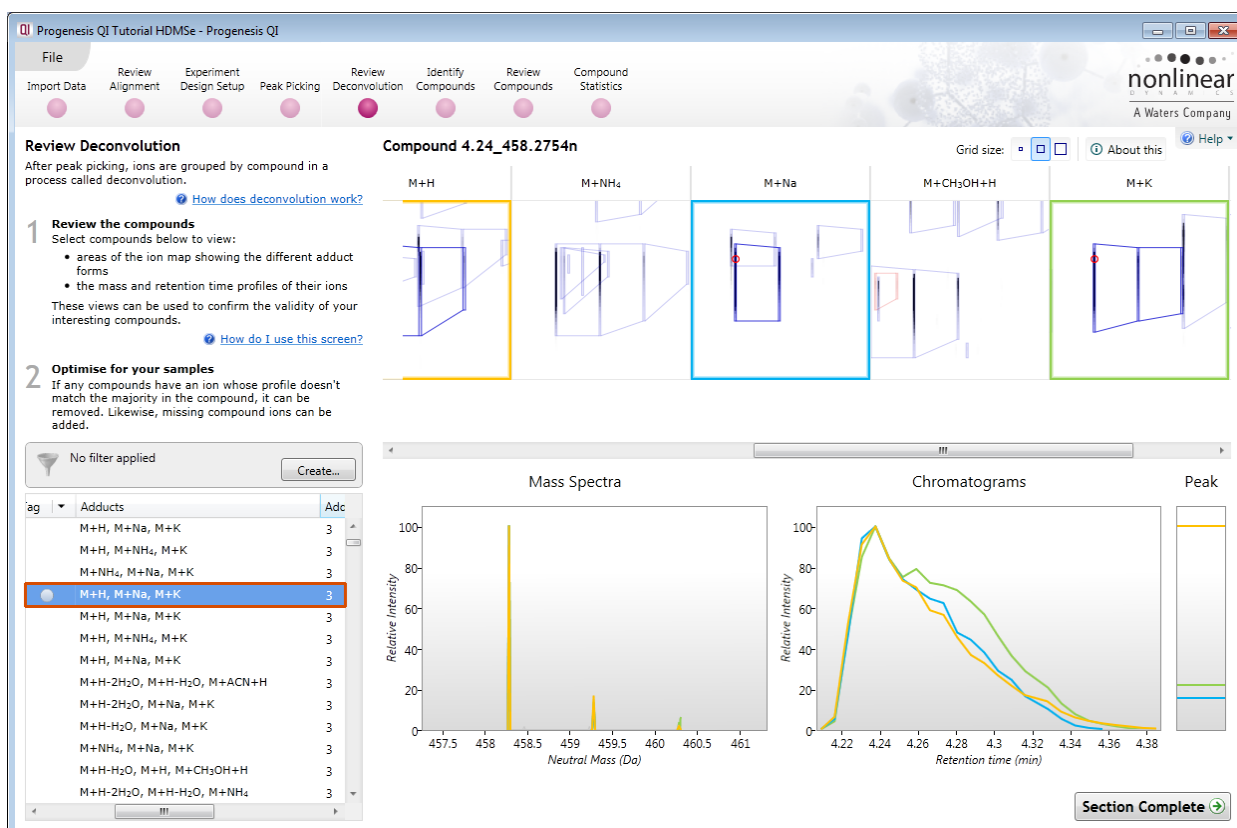 Progenesis QI Tutorial HDMSe - Progenesis QI
File
Import Data
Review Alignment
Experiment Design Setup
Peak Picking
Review Deconvolution
Identify Compounds
Review Compounds
Compound Statistics
nonlinear
DYNAMICS
A Waters Company
Review Deconvolution
After peak picking, ions are grouped by compound in a
process called deconvolution.
How does deconvolution work?
1 Review the compounds
Select compounds below to view:
• areas of the ion map showing the different adduct
forms
• the mass and retention time profiles of their ions
These views can be used to confirm the validity of your
interesting compounds.
How do I use this screen?
2 Optimise for your samples
If any compounds have an ion whose profile doesn't
match the majority in the compound, it can be
removed. Likewise, missing compound ions can be
added.
No filter applied
Create...
ag Adducts Adc
M+H, M+Na, M+K 3
M+H, M+NH₄, M+K 3
M+NH₄, M+Na, M+K 3
M+H, M+Na, M+K 3
M+H, M+Na, M+K 3
M+H, M+NH₄, M+K 3
M+H, M+Na, M+K 3
M+H-2H₂O, M+H-H₂O, M+ACN+H 3
M+H-2H₂O, M+Na, M+K 3
M+H-H₂O, M+Na, M+K 3
M+NH₄, M+Na, M+K 3
M+H-H₂O, M+H, M+CH₃OH+H 3
M+H-2H₂O, M+H-H₂O, M+NH₄ 3
Compound 4.24_458.2754n
Grid size:
About this
Help
M+H M+NH₄ M+Na M+CH₃OH+H M+K
Mass Spectra
Relative Intensity
100
80
60
40
20
0
457.5 458 458.5 459 459.5 460 460.5 461
Neutral Mass (Da)
Chromatograms
Relative Intensity
100
80
60
40
20
0
4.22 4.24 4.26 4.28 4.3 4.32 4.34 4.36 4.38
Retention time (min)
Peak
Section Complete